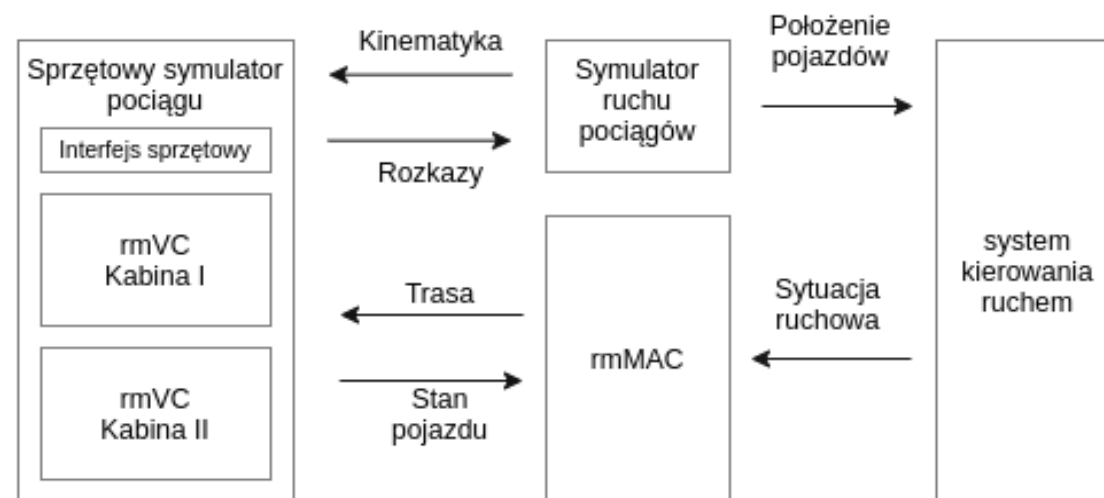 Sprzętowy symulator
pociągu
Interfejs sprzętowy
rmVC
Kabina I
rmVC
Kabina II
Kinematyka
Rozkazy
Trasa
Stan
pojazdu
Symulator
ruchu
pociągów
rmMAC
Położenie
pojazdów
Sytuacja
ruchowa
system
kierowania
ruchem